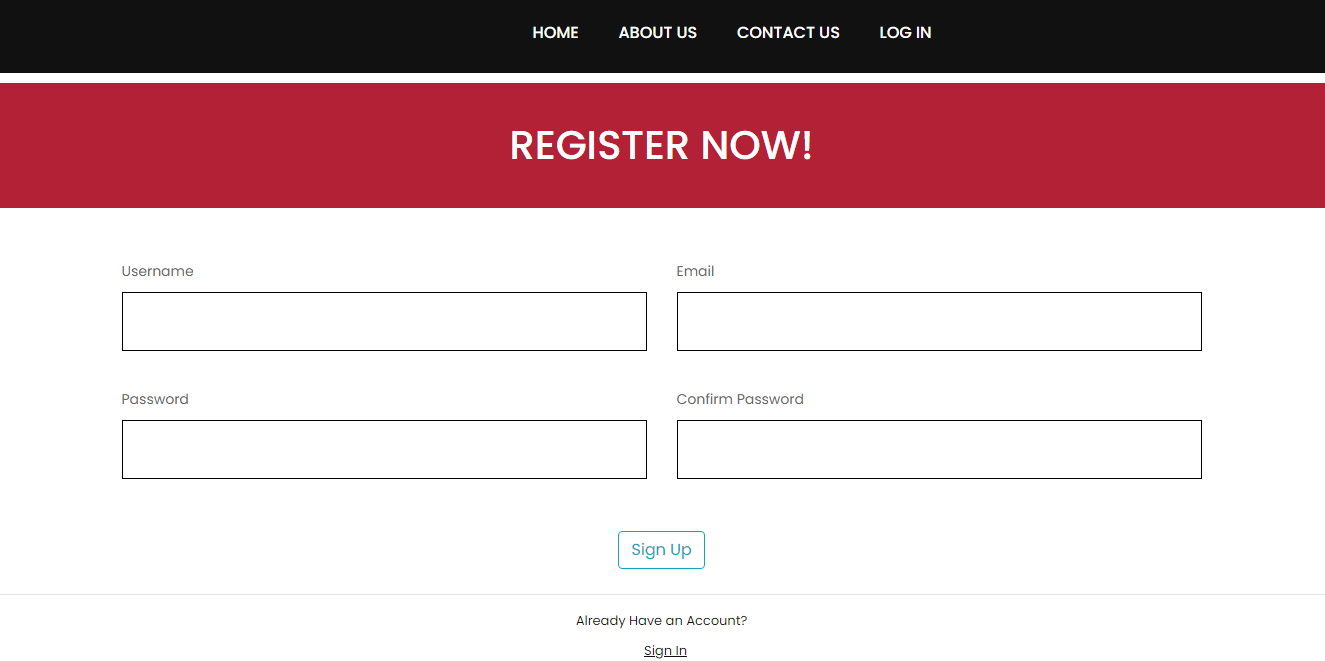 HOME ABOUT US CONTACT US LOG IN
REGISTER NOW!
Username Email
Password Confirm Password
Sign Up
Already Have an Account?
Sign In